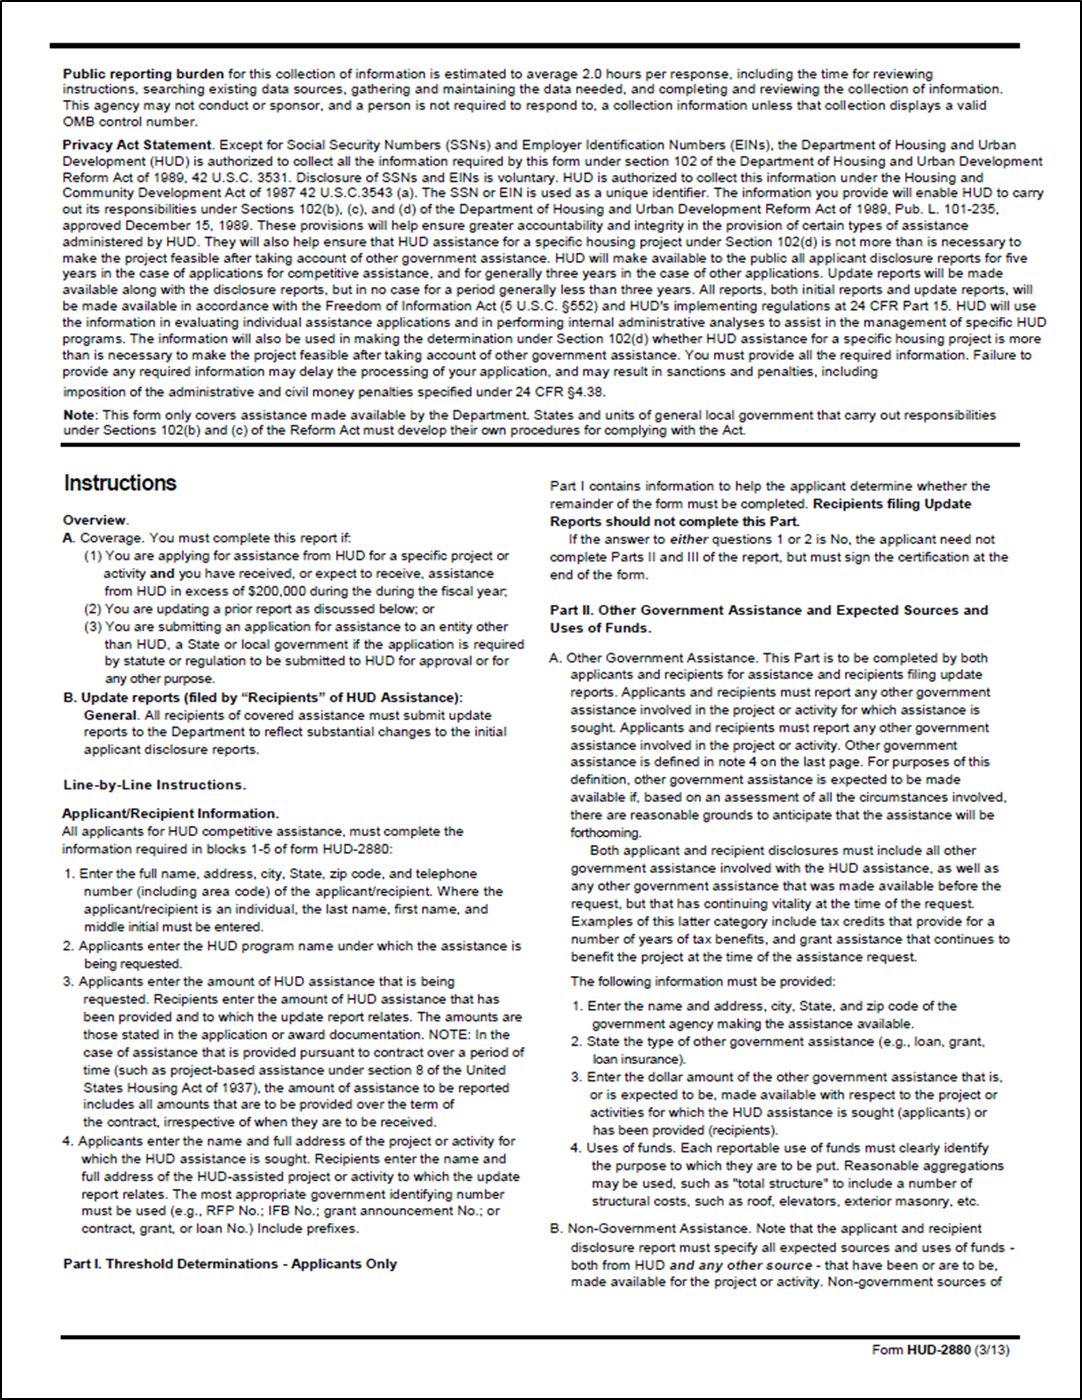 Public reporting burden for this collection of information is estimated to average 2.0 hours per response, including the time for reviewing
instructions, searching existing data sources, gathering and maintaining the data needed, and completing and reviewing the collection of information.
This agency may not conduct or sponsor, and a person is not required to respond to, a collection information unless that collection displays a valid
OMB control number.
Privacy Act Statement. Except for Social Security Numbers (SSNs) and Employer Identification Numbers (EINs), the Department of Housing and Urban
Development (HUD) is authorized to collect all the information required by this form under section 102 of the Department of Housing and Urban Development
Reform Act of 1989, 42 U.S.C. 3531. Disclosure of SSNs and EINs is voluntary. HUD is authorized to collect this information under the Housing and
Community Development Act of 1987 42 U.S.C.3543 (a). The SSN or EIN is used as a unique identifier. The information you provide will enable HUD to carry
out its responsibilities under Sections 102(b), (c), and (d) of the Department of Housing and Urban Development Reform Act of 1989, Pub. L. 101-235,
approved December 15, 1989. These provisions will help ensure greater accountability and integrity in the provision of certain types of assistance
administered by HUD. They will also help ensure that HUD assistance for a specific housing project under Section 102(d) is not more than is necessary to
make the project feasible after taking account of other government assistance. HUD will make available to the public all applicant disclosure reports for five
years in the case of applications for competitive assistance, and for generally three years in the case of other applications. Update reports will be made
available along with the disclosure reports, but in no case for a period generally less than three years. All reports, both initial reports and update reports, will
be made available in accordance with the Freedom of Information Act (5 U.S.C. §552) and HUD's implementing regulations at 24 CFR Part 15. HUD will use
the information in evaluating individual assistance applications and in performing internal administrative analyses to assist in the management of specific HUD
programs. The information will also be used in making the determination under Section 102(d) whether HUD assistance for a specific housing project is more
than is necessary to make the project feasible after taking account of other government assistance. You must provide all the required information. Failure to
provide any required information may delay the processing of your application, and may result in sanctions and penalties, including
imposition of the administrative and civil money penalties specified under 24 CFR §4.38.
Note: This form only covers assistance made available by the Department. States and units of general local government that carry out responsibilities
under Sections 102(b) and (c) of the Reform Act must develop their own procedures for complying with the Act.
Instructions
Overview.
A. Coverage. You must complete this report if:
(1) You are applying for assistance from HUD for a specific project or
activity and you have received, or expect to receive, assistance
from HUD in excess of $200,000 during the during the fiscal year;
(2) You are updating a prior report as discussed below; or
(3) You are submitting an application for assistance to an entity other
than HUD, a State or local government if the application is required
by statute or regulation to be submitted to HUD for approval or for
any other purpose.
B. Update reports (filed by “Recipients” of HUD Assistance):
General. All recipients of covered assistance must submit update
reports to the Department to reflect substantial changes to the initial
applicant disclosure reports.
Line-by-Line Instructions.
Applicant/Recipient Information.
All applicants for HUD competitive assistance, must complete the
information required in blocks 1-5 of form HUD-2880:
1. Enter the full name, address, city, State, zip code, and telephone
number (including area code) of the applicant/recipient. Where the
applicant/recipient is an individual, the last name, first name, and
middle initial must be entered.
2. Applicants enter the HUD program name under which the assistance is
being requested.
3. Applicants enter the amount of HUD assistance that is being
requested. Recipients enter the amount of HUD assistance that has
been provided and to which the update report relates. The amounts are
those stated in the application or award documentation. NOTE: In the
case of assistance that is provided pursuant to contract over a period of
time (such as project-based assistance under section 8 of the United
States Housing Act of 1937), the amount of assistance to be reported
includes all amounts that are to be provided over the term of
the contract, irrespective of when they are to be received.
4. Applicants enter the name and full address of the project or activity for
which the HUD assistance is sought. Recipients enter the name and
full address of the HUD-assisted project or activity to which the update
report relates. The most appropriate government identifying number
must be used (e.g., RFP No.; IFB No.; grant announcement No.; or
contract, grant, or loan No.) Include prefixes.
Part I. Threshold Determinations - Applicants Only
Part I contains information to help the applicant determine whether the
remainder of the form must be completed. Recipients filing Update
Reports should not complete this Part.
If the answer to either questions 1 or 2 is No, the applicant need not
complete Parts II and III of the report, but must sign the certification at the
end of the form.
Part II. Other Government Assistance and Expected Sources and
Uses of Funds.
A. Other Government Assistance. This Part is to be completed by both
applicants and recipients for assistance and recipients filing update
reports. Applicants and recipients must report any other government
assistance involved in the project or activity for which assistance is
sought. Applicants and recipients must report any other government
assistance involved in the project or activity. Other government
assistance is defined in note 4 on the last page. For purposes of this
definition, other government assistance is expected to be made
available if, based on an assessment of all the circumstances involved,
there are reasonable grounds to anticipate that the assistance will be
forthcoming.
Both applicant and recipient disclosures must include all other
government assistance involved with the HUD assistance, as well as
any other government assistance that was made available before the
request, but that has continuing vitality at the time of the request.
Examples of this latter category include tax credits that provide for a
number of years of tax benefits, and grant assistance that continues to
benefit the project at the time of the assistance request.
The following information must be provided:
1. Enter the name and address, city, State, and zip code of the
government agency making the assistance available.
2. State the type of other government assistance (e.g., loan, grant,
loan insurance).
3. Enter the dollar amount of the other government assistance that is,
or is expected to be, made available with respect to the project or
activities for which the HUD assistance is sought (applicants) or
has been provided (recipients).
4. Uses of funds. Each reportable use of funds must clearly identify
the purpose to which they are to be put. Reasonable aggregations
may be used, such as "total structure" to include a number of
structural costs, such as roof, elevators, exterior masonry, etc.
B. Non-Government Assistance. Note that the applicant and recipient
disclosure report must specify all expected sources and uses of funds -
both from HUD and any other source - that have been or are to be,
made available for the project or activity. Non-government sources of
Form HUD-2880 (3/13)